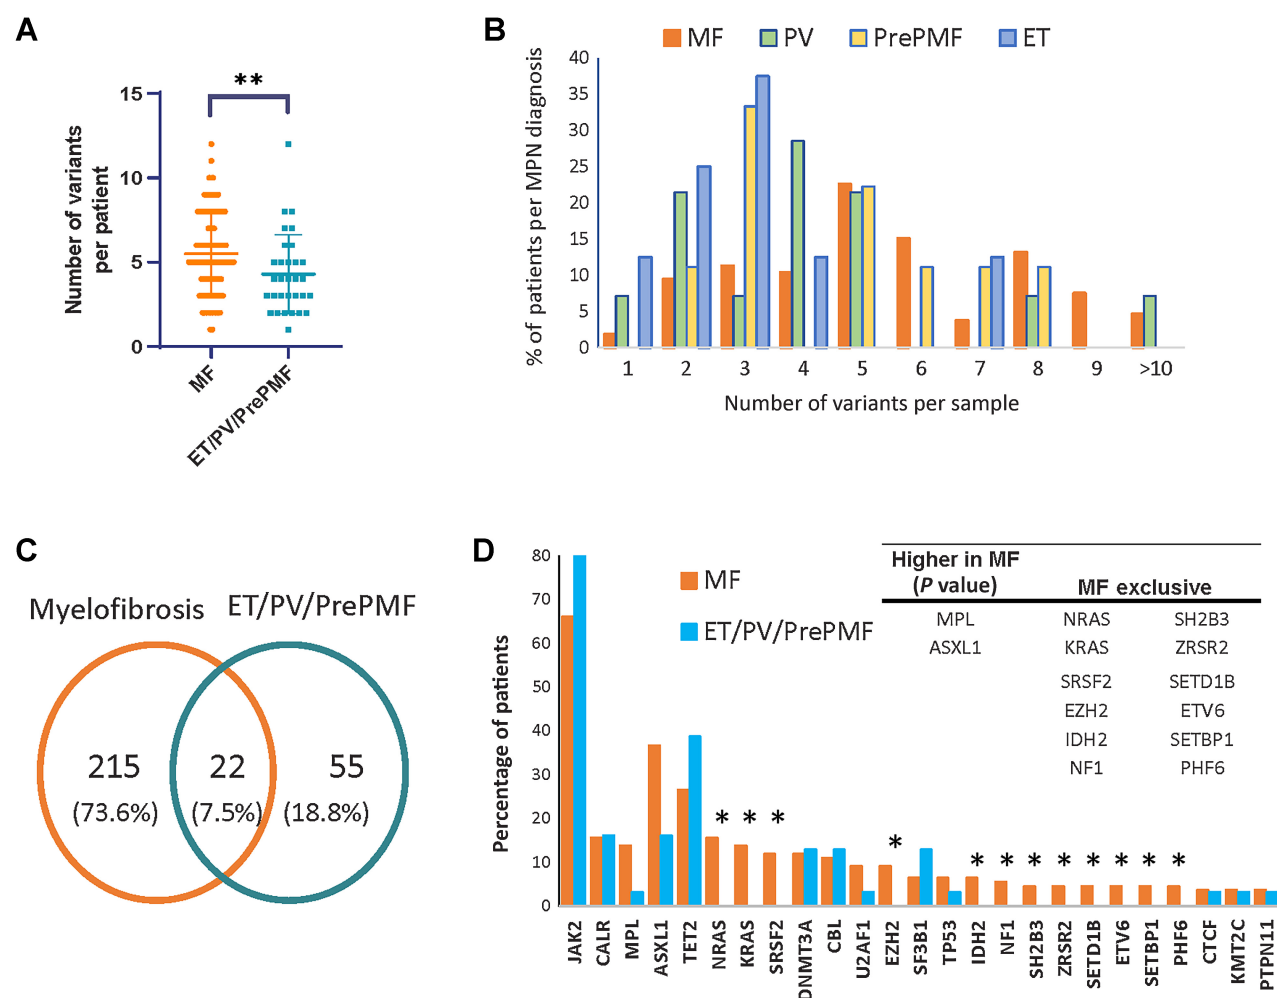 A
15
10
5
0
Number of variants
per patient
**
MF
ET/PV/PrePMF
B
MF PV PrePMF ET
% of patients per MPN diagnosis
40
35
30
25
20
15
10
5
0
1 2 3 4 5 6 7 8 9 >10
Number of variants per sample
C
Myelofibrosis ET/PV/PrePMF
215 22 55
(73.6%) (7.5%) (18.8%)
D
Percentage of patients
80
70
60
50
40
30
20
10
0
MF
ET/PV/PrePMF
Higher in MF
(P value) MF exclusive
MPL NRAS SH2B3
ASXL1 KRAS ZRSR2
SRSF2 SETD1B
EZH2 ETV6
IDH2 SETBP1
NF1 PHF6
* * * * * * * * * * * *
JAK2 CALR MPL ASXL1 TET2 NRAS KRAS SRSF2 DNMT3A CBL U2AF1 EZH2 SF3B1 TP53 IDH2 NF1 SH2B3 ZRSR2 SETD1B ETV6 SETBP1 PHF6 CTCF KMT2C PTPN11